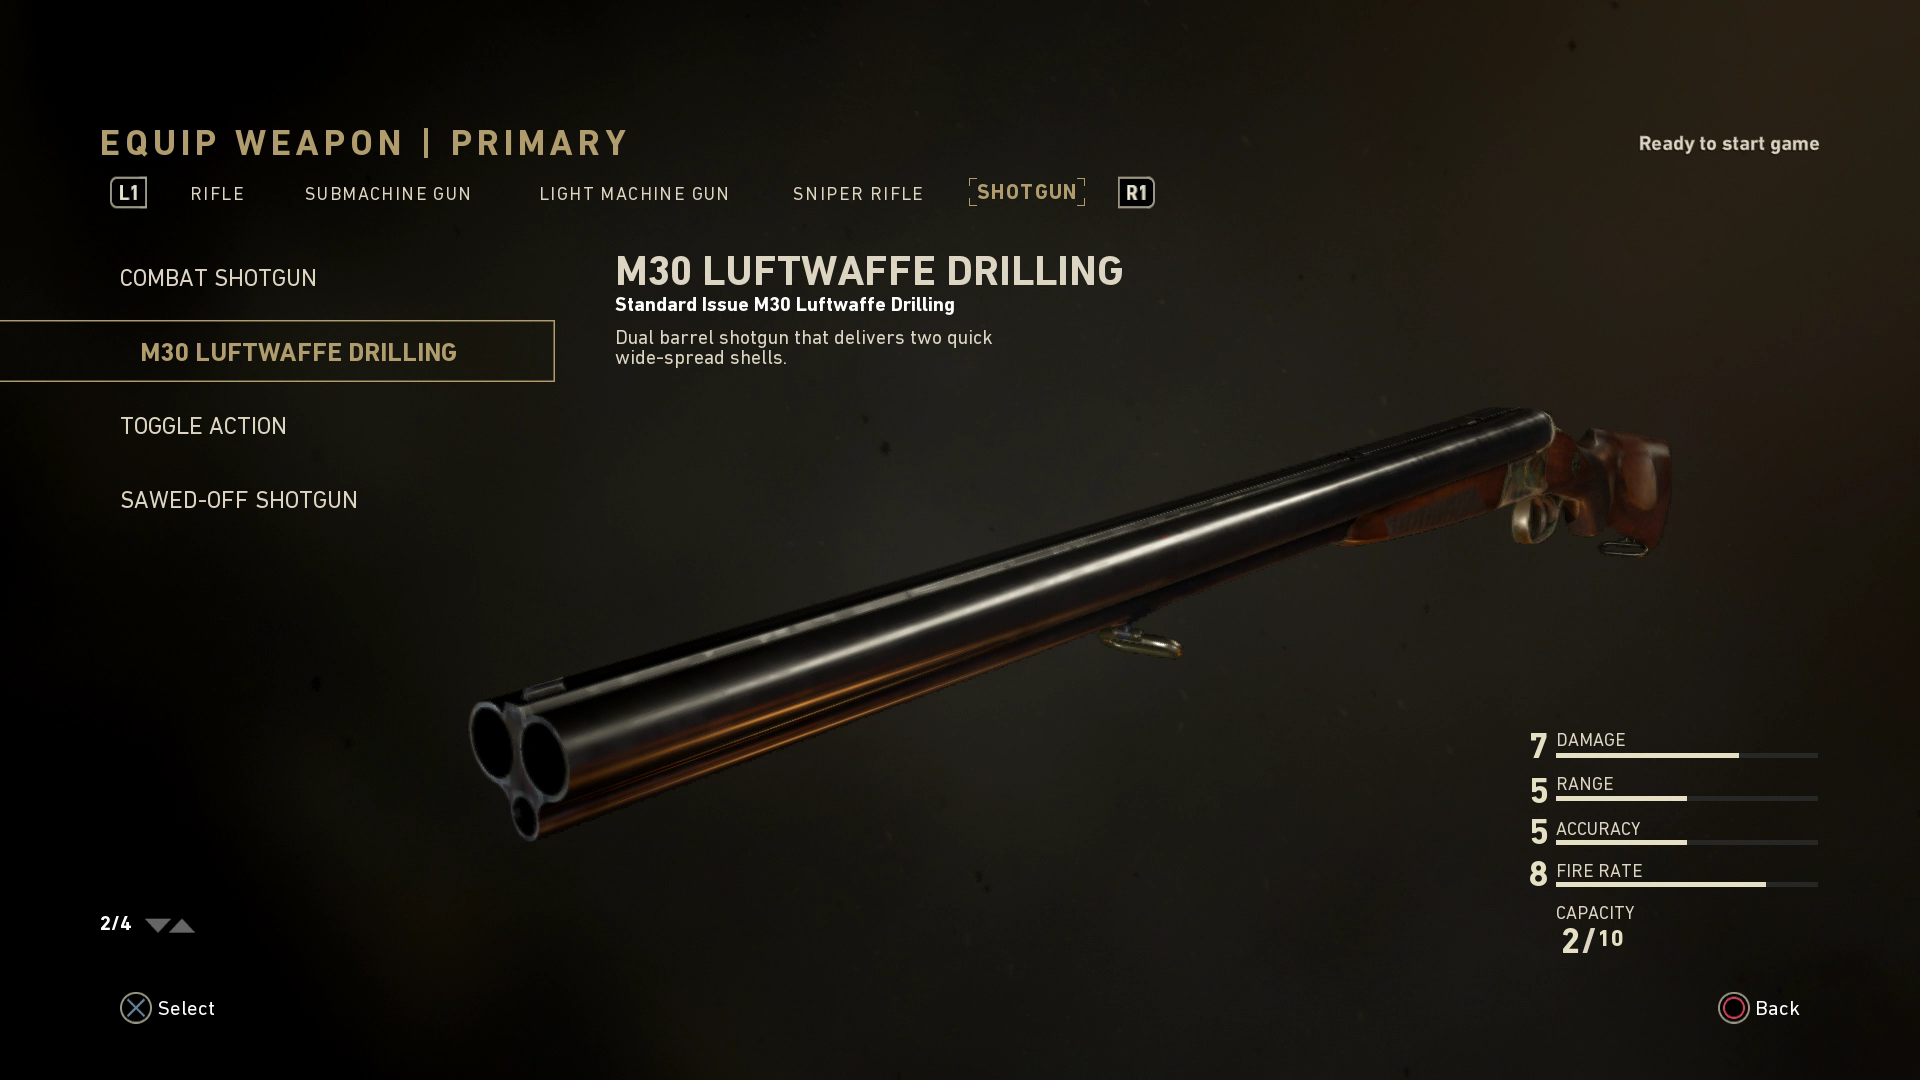 EQUIP WEAPON | PRIMARY
Ready to start game
L1 RIFLE SUBMACHINE GUN LIGHT MACHINE GUN SNIPER RIFLE SHOTGUN R1
COMBAT SHOTGUN
M30 LUFTWAFFE DRILLING
TOGGLE ACTION
SAWED-OFF SHOTGUN
M30 LUFTWAFFE DRILLING
Standard Issue M30 Luftwaffe Drilling
Dual barrel shotgun that delivers two quick
wide-spread shells.
7 DAMAGE
5 RANGE
5 ACCURACY
8 FIRE RATE
CAPACITY
2/10
2/4
Select
Back